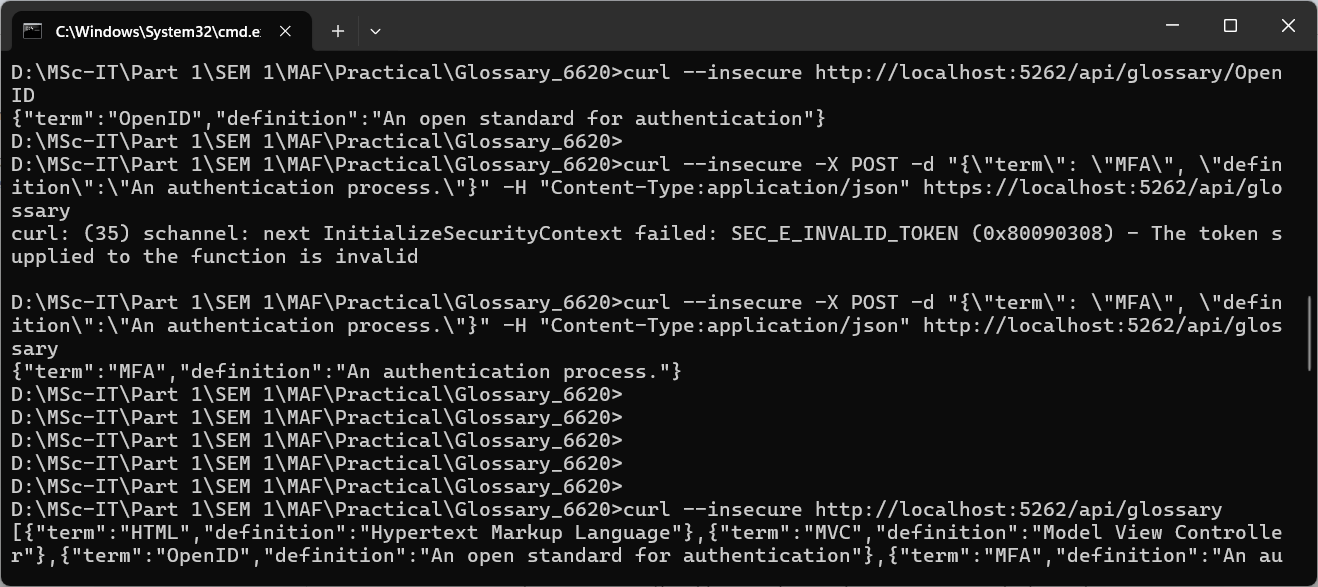 C:\Windows\System32\cmd.e
D:\MSc-IT\Part 1\SEM 1\MAF\Practical\Glossary_6620>curl --insecure http://localhost:5262/api/glossary/Open
ID
{"term":"OpenID","definition":"An open standard for authentication"}
D:\MSc-IT\Part 1\SEM 1\MAF\Practical\Glossary_6620>
D:\MSc-IT\Part 1\SEM 1\MAF\Practical\Glossary_6620>curl --insecure -X POST -d "{\"term\": \"MFA\", \"defin
ition\":\"An authentication process.\"}" -H "Content-Type:application/json" https://localhost:5262/api/glo
ssary
curl: (35) schannel: next InitializeSecurityContext failed: SEC_E_INVALID_TOKEN (0x80090308) - The token s
upplied to the function is invalid
D:\MSc-IT\Part 1\SEM 1\MAF\Practical\Glossary_6620>curl --insecure -X POST -d "{\"term\": \"MFA\", \"defin
ition\":\"An authentication process.\"}" -H "Content-Type:application/json" http://localhost:5262/api/glos
sary
{"term":"MFA","definition":"An authentication process."}
D:\MSc-IT\Part 1\SEM 1\MAF\Practical\Glossary_6620>
D:\MSc-IT\Part 1\SEM 1\MAF\Practical\Glossary_6620>
D:\MSc-IT\Part 1\SEM 1\MAF\Practical\Glossary_6620>
D:\MSc-IT\Part 1\SEM 1\MAF\Practical\Glossary_6620>
D:\MSc-IT\Part 1\SEM 1\MAF\Practical\Glossary_6620>
D:\MSc-IT\Part 1\SEM 1\MAF\Practical\Glossary_6620>curl --insecure http://localhost:5262/api/glossary
[{"term":"HTML","definition":"Hypertext Markup Language"},{"term":"MVC","definition":"Model View Controlle
r"},{"term":"OpenID","definition":"An open standard for authentication"},{"term":"MFA","definition":"An au